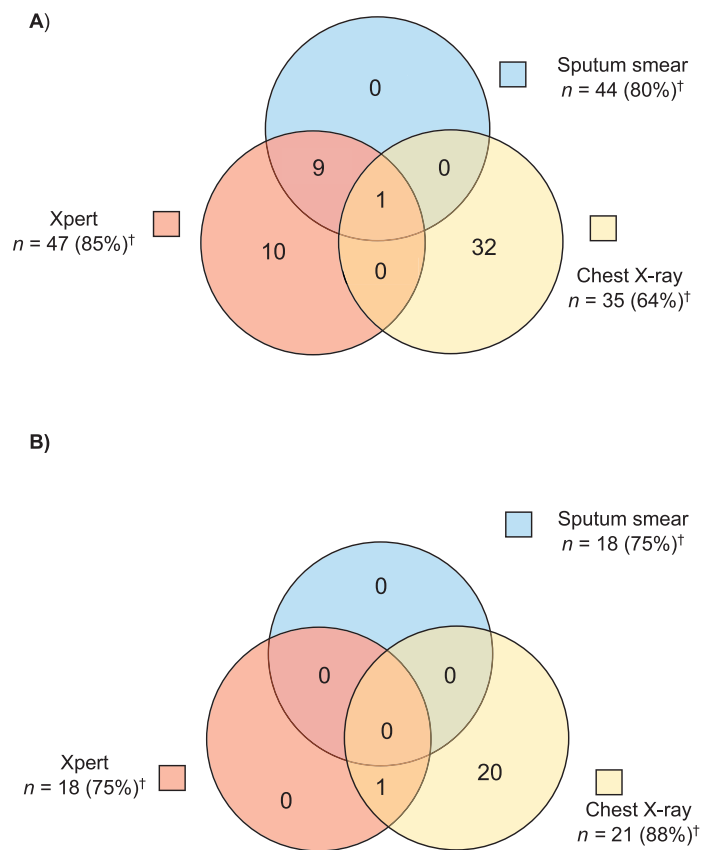 A)
Sputum smear
n = 44 (80%)†
0
9
0
1
Xpert
n = 47 (85%)†
10
32
0
Chest X-ray
n = 35 (64%)†
B)
Sputum smear
n = 18 (75%)†
0
0
0
0
Xpert
n = 18 (75%)†
0
1
20
Chest X-ray
n = 21 (88%)†